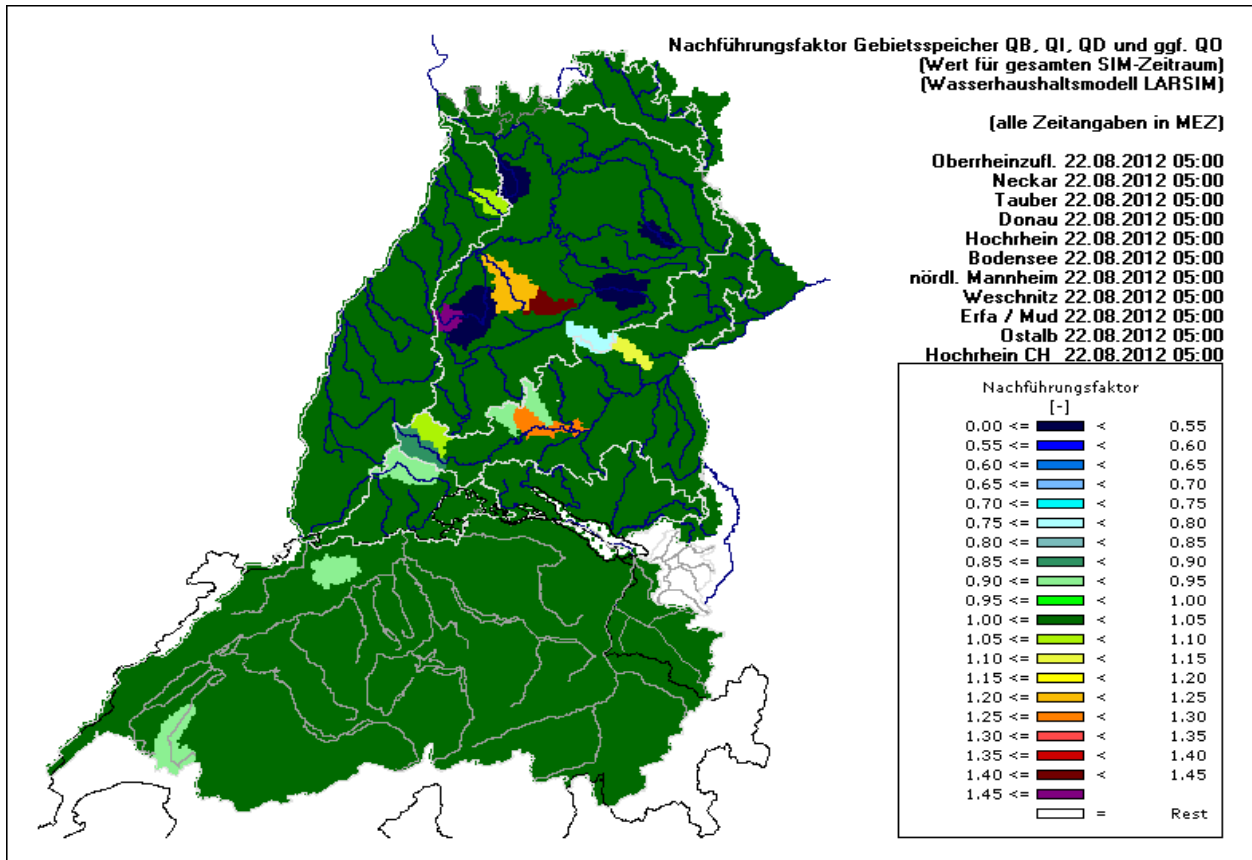 Nachführungsfaktor Gebietsspeicher QB, QI, QD und ggf. QO
(Wert für gesamten SIM-Zeitraum)
(Wasserhaushaltsmodell LARSIM)
(alle Zeitangaben in MEZ)
Oberrheinzufl. 22.08.2012 05:00
Neckar 22.08.2012 05:00
Tauber 22.08.2012 05:00
Donau 22.08.2012 05:00
Hochrhein 22.08.2012 05:00
Bodensee 22.08.2012 05:00
nördl. Mannheim 22.08.2012 05:00
Weschnitz 22.08.2012 05:00
Erfa / Mud 22.08.2012 05:00
Ostalb 22.08.2012 05:00
Hochrhein CH 22.08.2012 05:00
Nachführungsfaktor
[-]
0.00 <= < 0.55
0.55 <= < 0.60
0.60 <= < 0.65
0.65 <= < 0.70
0.70 <= < 0.75
0.75 <= < 0.80
0.80 <= < 0.85
0.85 <= < 0.90
0.90 <= < 0.95
0.95 <= < 1.00
1.00 <= < 1.05
1.05 <= < 1.10
1.10 <= < 1.15
1.15 <= < 1.20
1.20 <= < 1.25
1.25 <= < 1.30
1.30 <= < 1.35
1.35 <= < 1.40
1.40 <= < 1.45
1.45 <=
= Rest